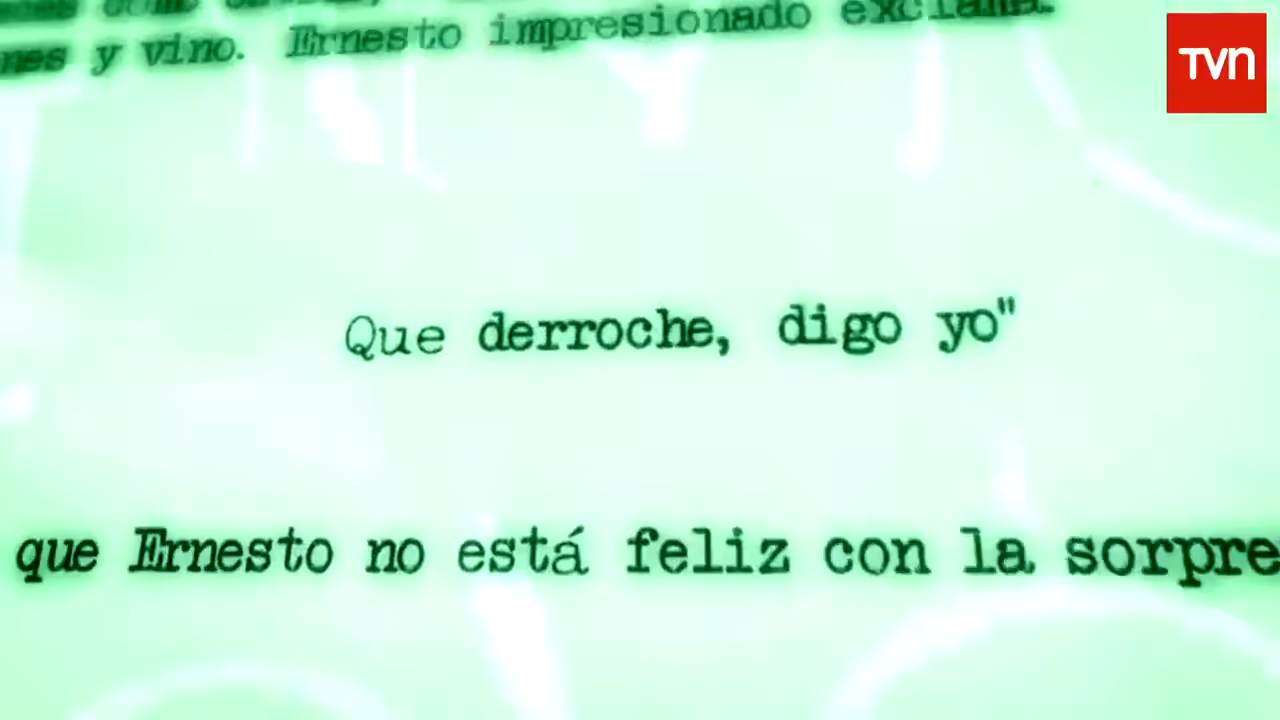 nes y vino. Ernesto impresionado exclama
TVN
Que derroche, digo yo"
que Ernesto no está feliz con la sorpre